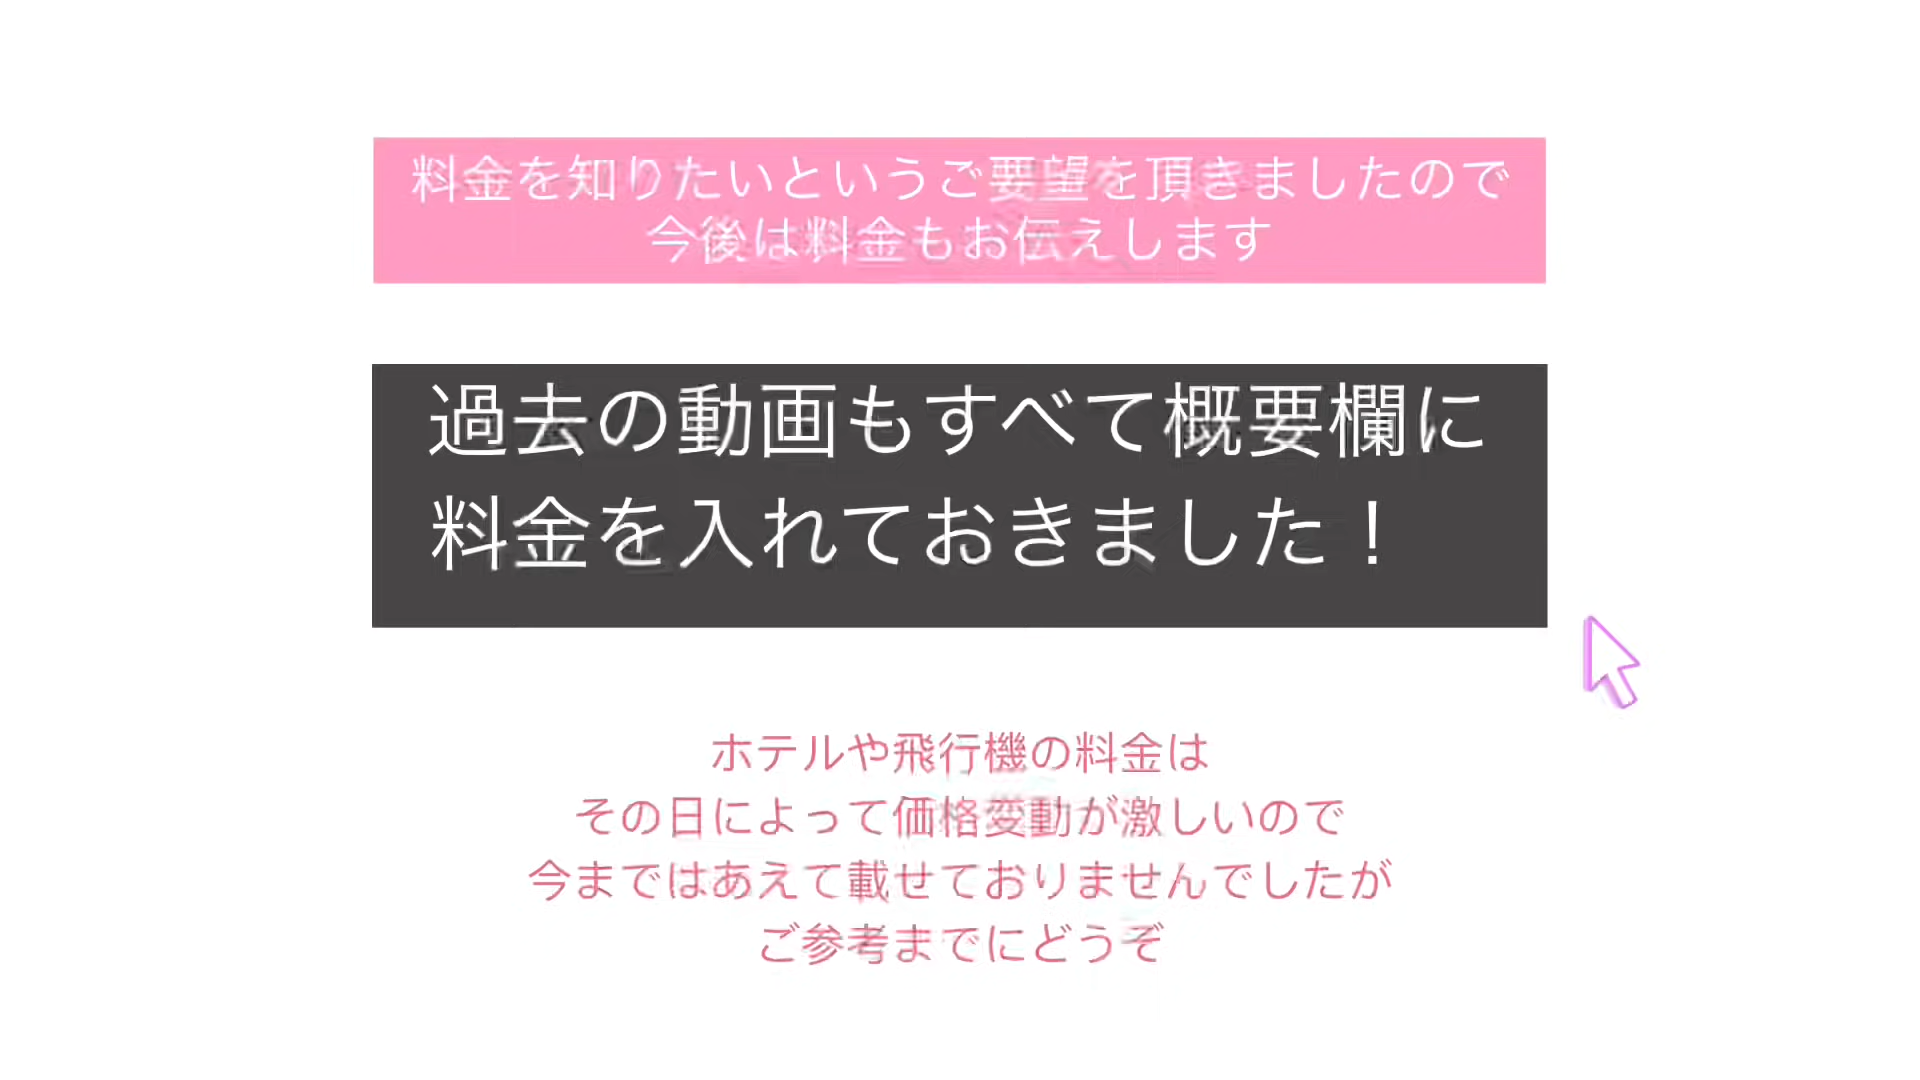 料金を知りたいというご要望を頂きましたので
今後は料金もお伝えします
過去の動画もすべて概要欄に
料金を入れておきました！
ホテルや飛行機の料金は
その日によって価格変動が激しいので
今まではあえて載せておりませんでしたが
ご参考までにどうぞ